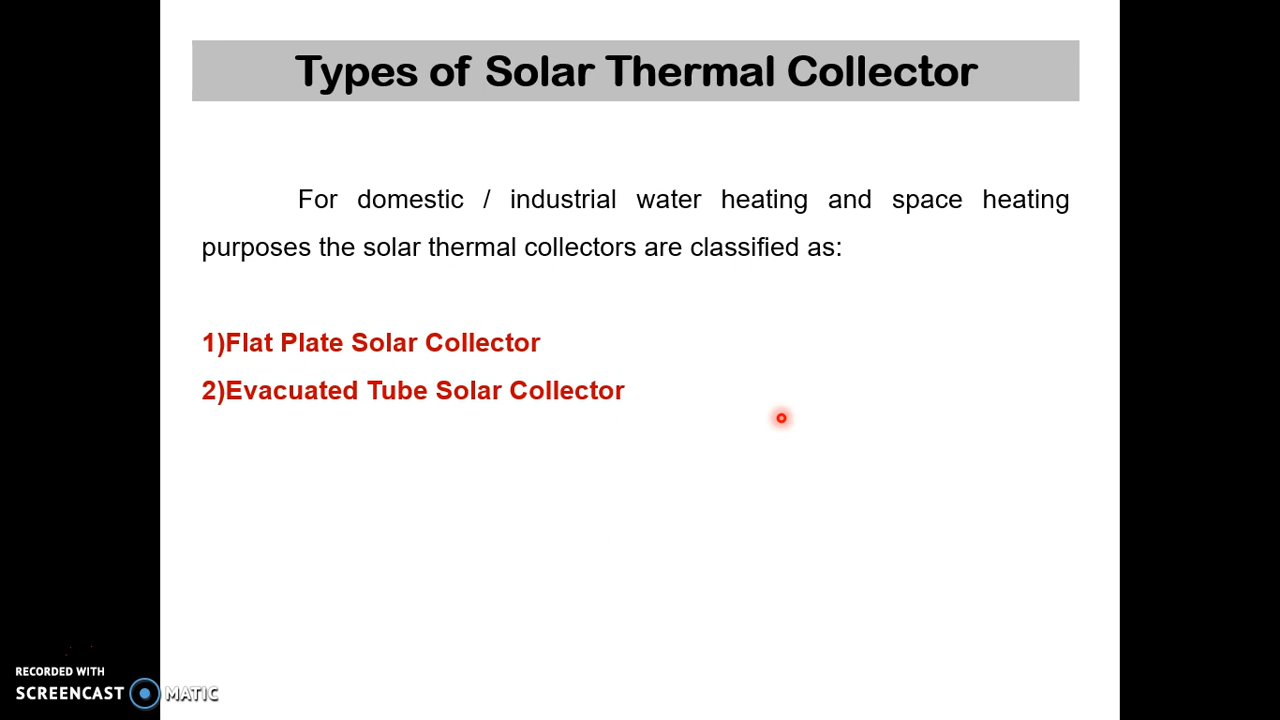 Types of Solar Thermal Collector
For domestic / industrial water heating and space heating
purposes the solar thermal collectors are classified as:
1)Flat Plate Solar Collector
2)Evacuated Tube Solar Collector
RECORDED WITH
SCREENCAST MATIC